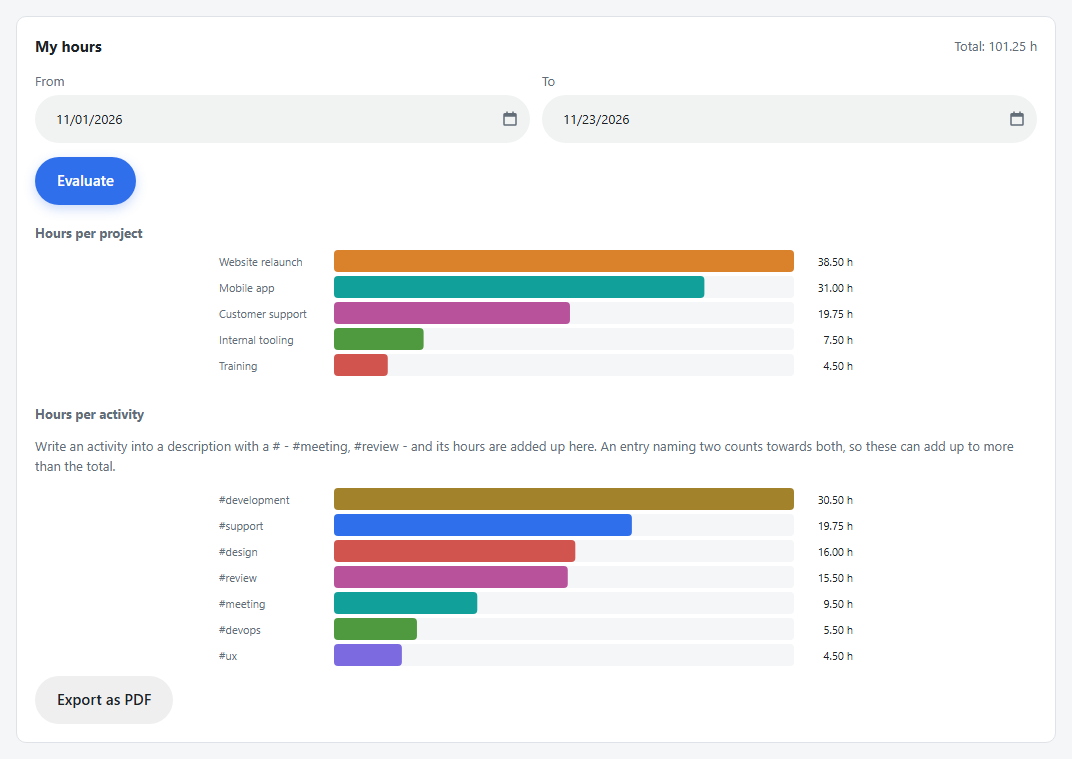 My hours
Total: 101.25 h
From
To
11/01/2026
11/23/2026
Evaluate
Hours per project
Website relaunch 38.50 h
Mobile app 31.00 h
Customer support 19.75 h
Internal tooling 7.50 h
Training 4.50 h
Hours per activity
Write an activity into a description with a # - #meeting, #review - and its hours are added up here. An entry naming two counts towards both, so these can add up to more
than the total.
#development 30.50 h
#support 19.75 h
#design 16.00 h
#review 15.50 h
#meeting 9.50 h
#devops 5.50 h
#ux 4.50 h
Export as PDF